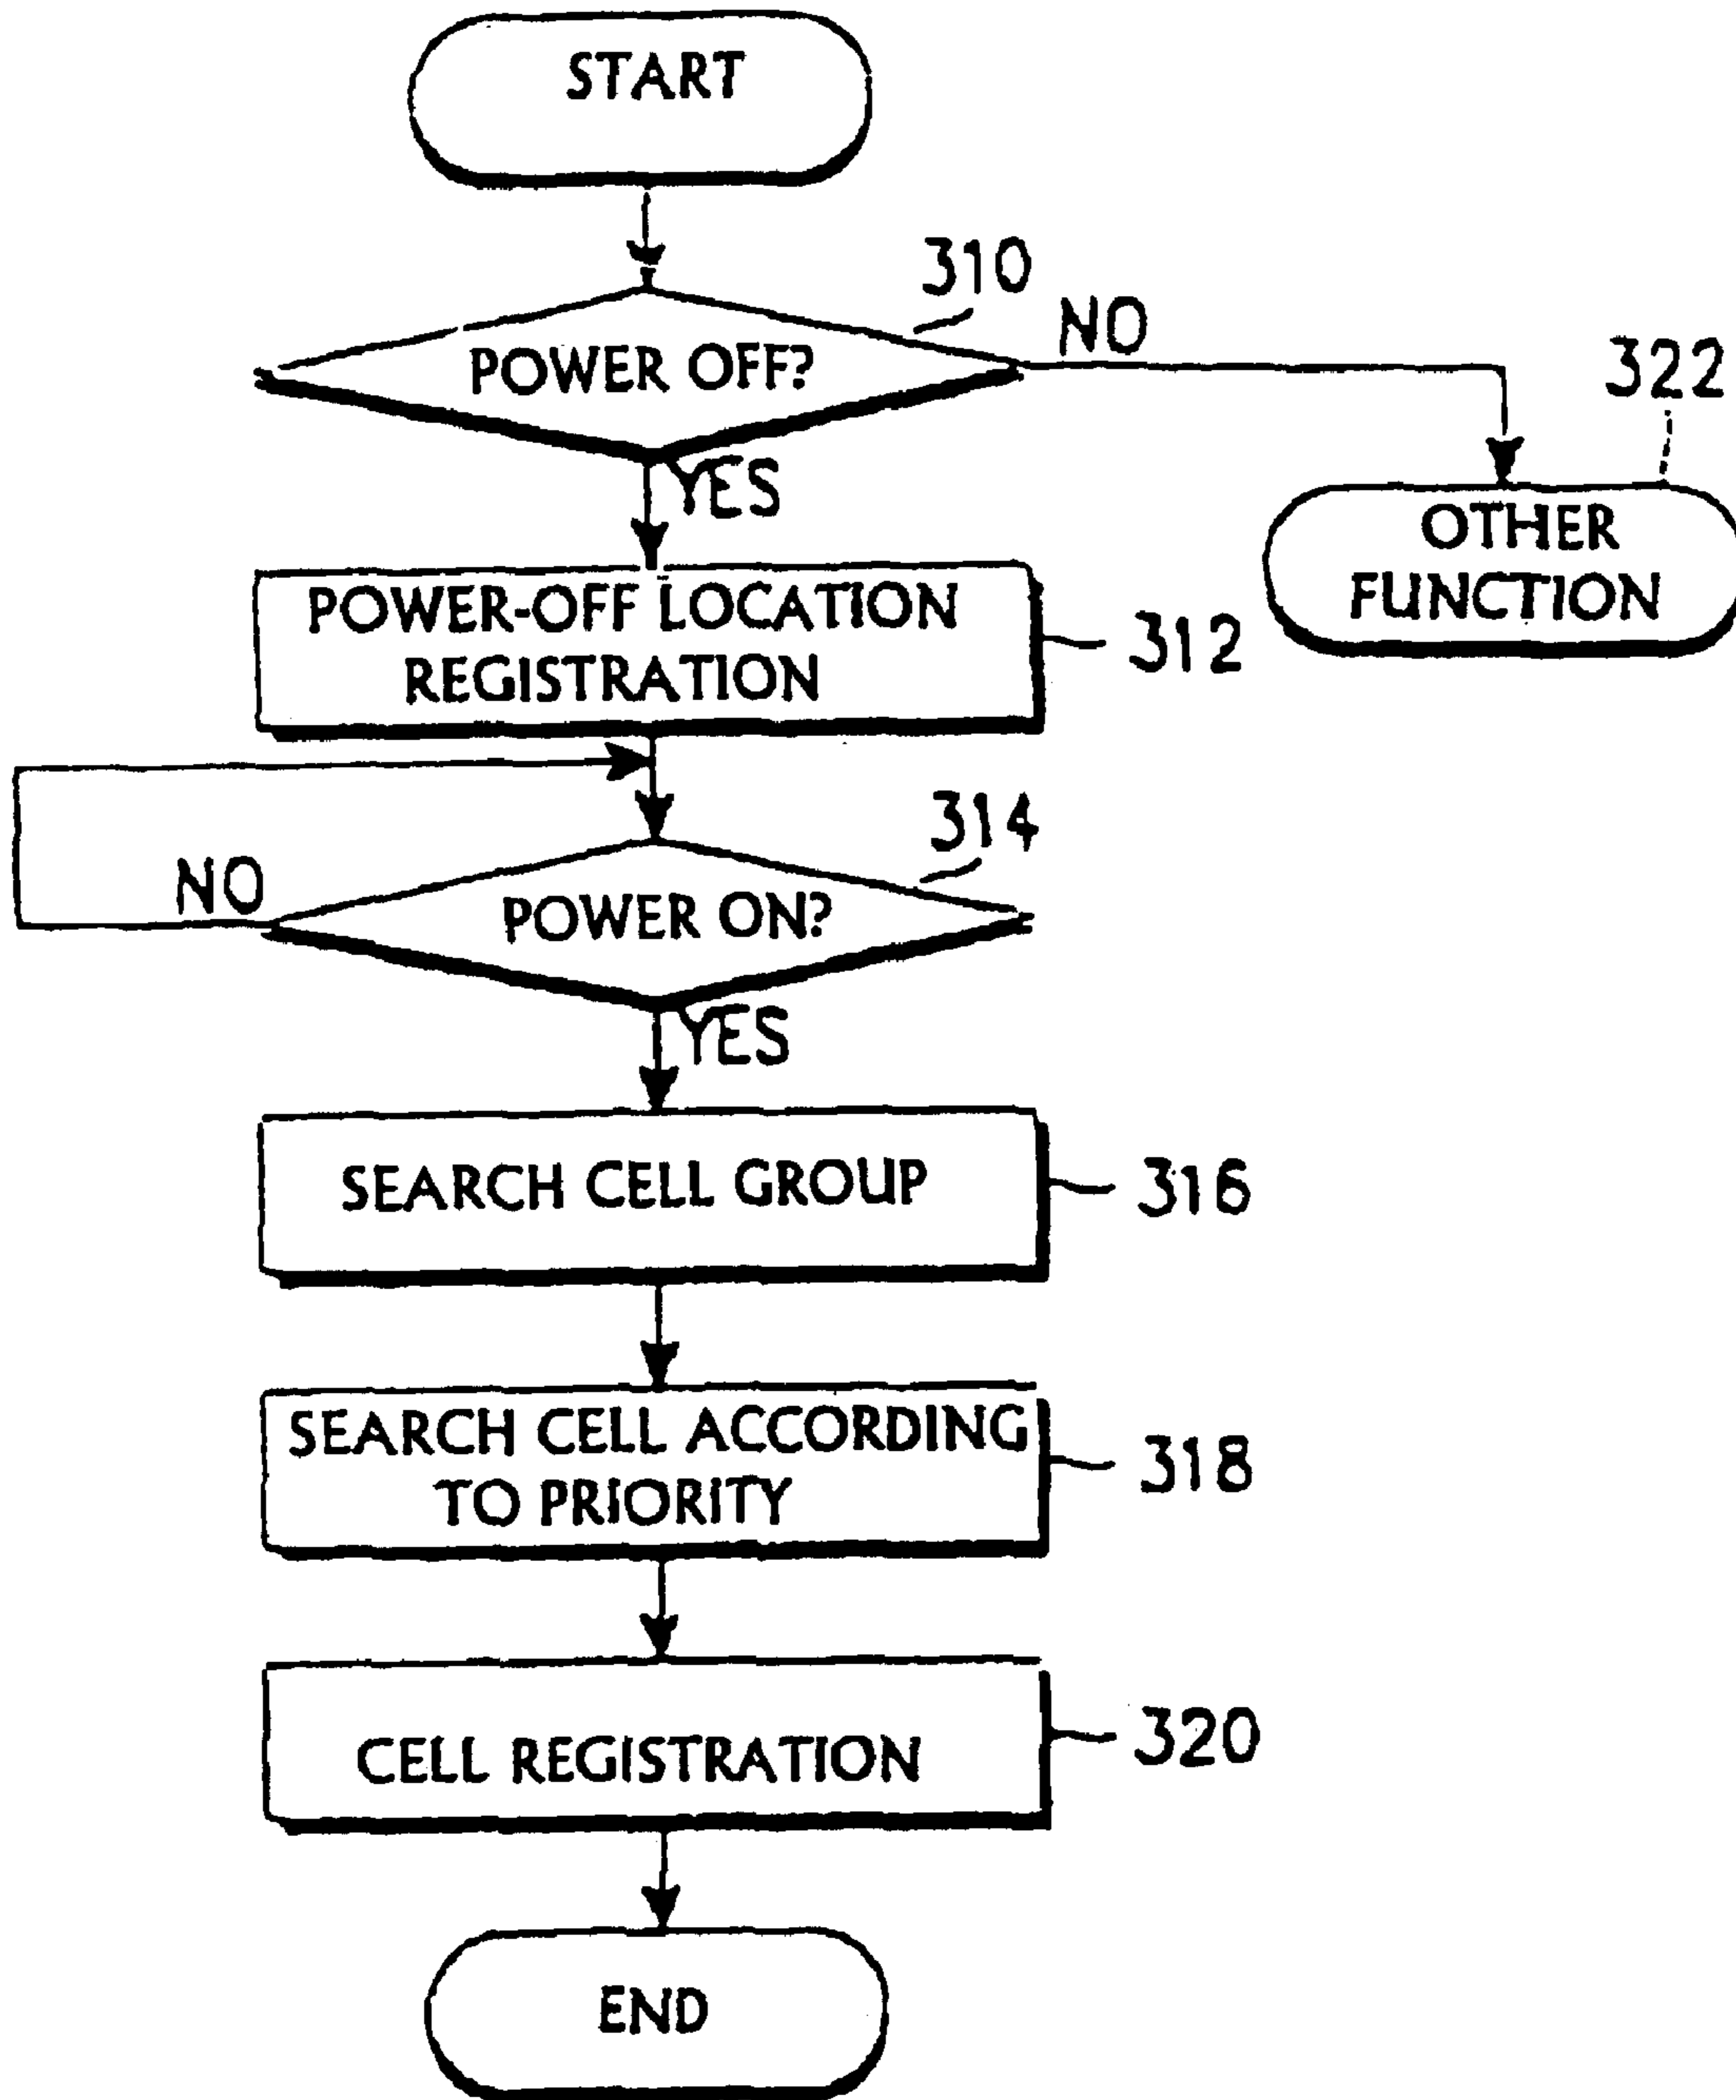 START
310
POWER OFF?
NO
322
YES
OTHER
FUNCTION
POWER-OFF LOCATION
REGISTRATION
312
314
NO
POWER ON?
YES
SEARCH CELL GROUP
316
SEARCH CELL ACCORDING
TO PRIORITY
318
CELL REGISTRATION
320
END